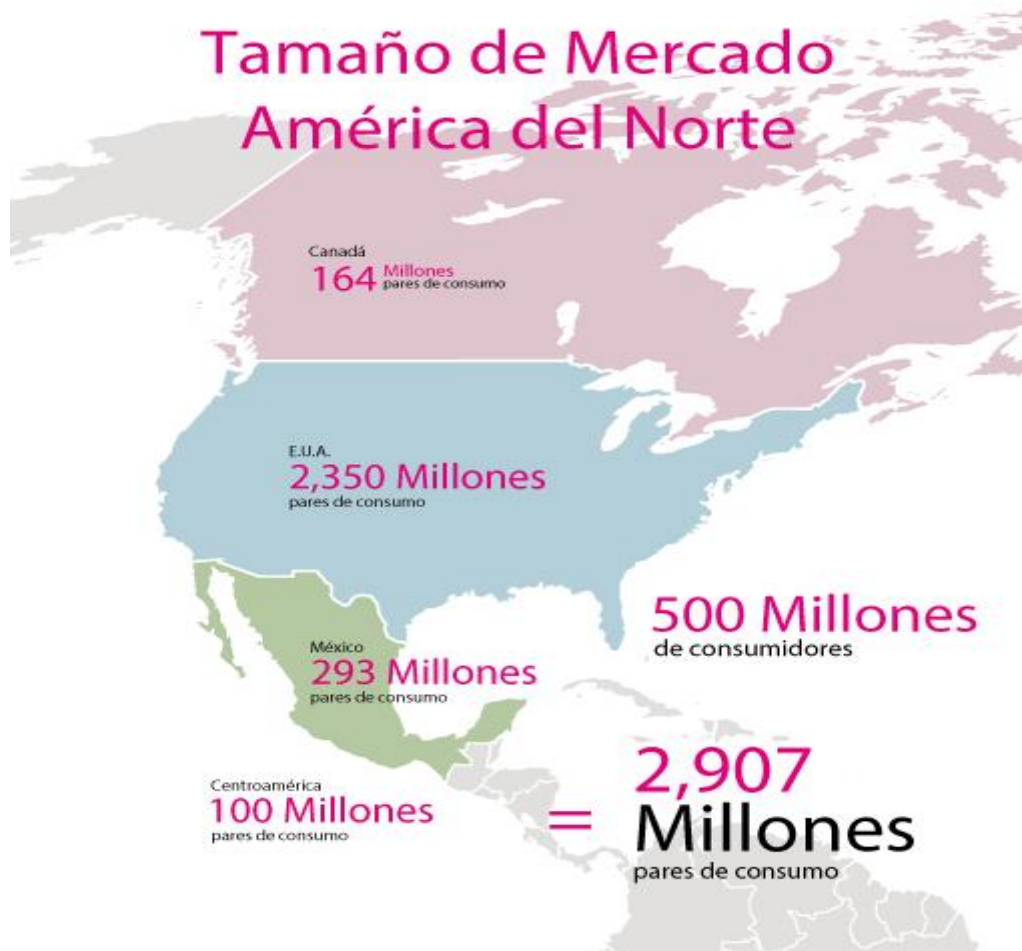 Tamaño de Mercado
América del Norte
Canadá
164 Millones
pares de consumo
E.U.A.
2,350 Millones
pares de consumo
500 Millones
de consumidores
México
293 Millones
pares de consumo
Centroamérica
100 Millones
pares de consumo
=
2,907
Millones
pares de consumo